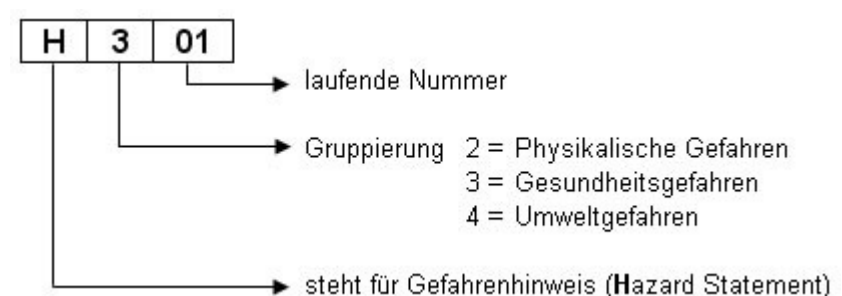 H 3 01
laufende Nummer
Gruppierung 2 = Physikalische Gefahren
3 = Gesundheitsgefahren
4 = Umweltgefahren
steht für Gefahrenhinweis (Hazard Statement)